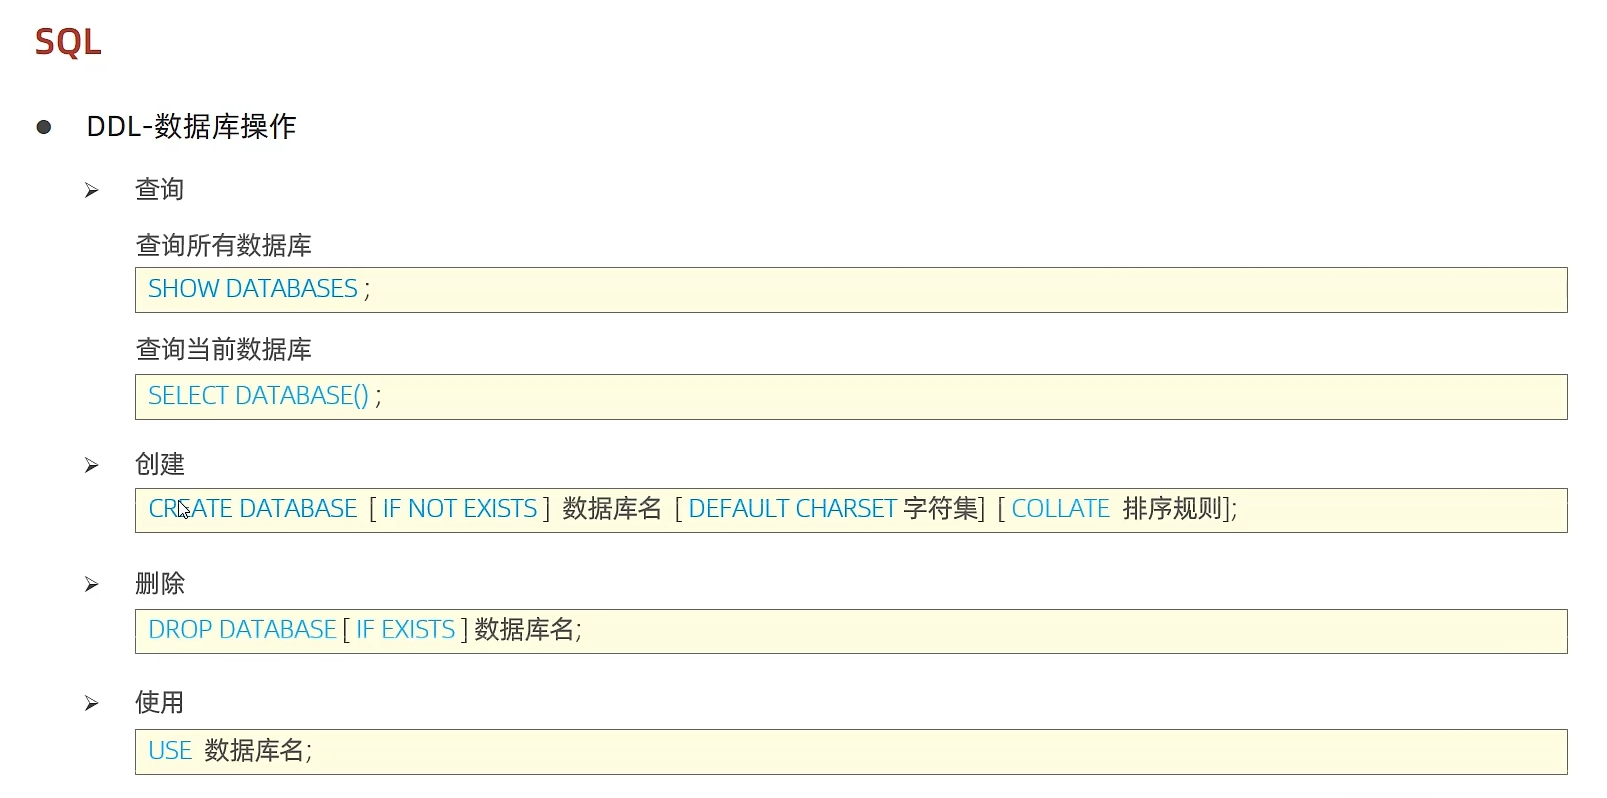 SQL
DDL-数据库操作
查询
查询所有数据库
SHOW DATABASES ;
查询当前数据库
SELECT DATABASE() ;
创建
CREATE DATABASE [ IF NOT EXISTS ] 数据库名 [ DEFAULT CHARSET 字符集] [ COLLATE 排序规则];
删除
DROP DATABASE [ IF EXISTS ] 数据库名;
使用
USE 数据库名;